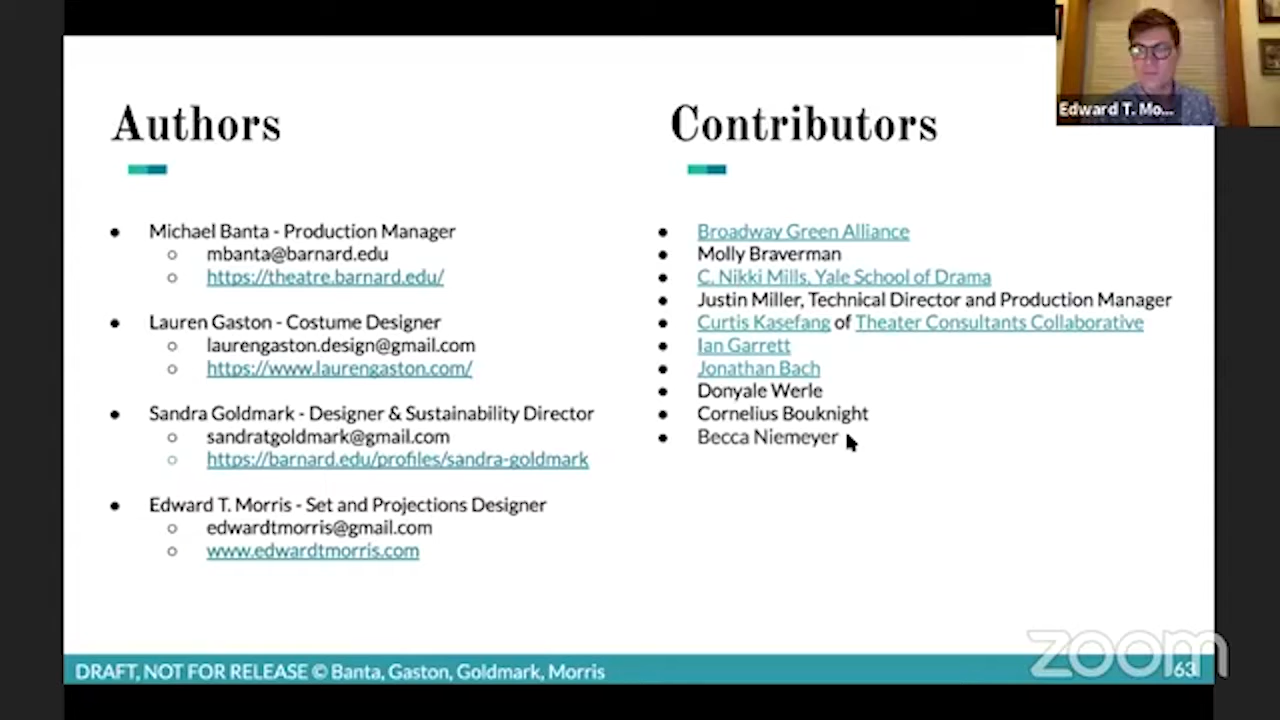 Authors
Michael Banta - Production Manager
mbanta@barnard.edu
https://theatre.barnard.edu/
Lauren Gaston - Costume Designer
laurengaston.design@gmail.com
https://www.laurengaston.com/
Sandra Goldmark - Designer & Sustainability Director
sandratgoldmark@gmail.com
https://barnard.edu/profiles/sandra-goldmark
Edward T. Morris - Set and Projections Designer
edwardtmorris@gmail.com
www.edwardtmorris.com
Contributors
Broadway Green Alliance
Molly Braverman
C. Nikki Mills, Yale School of Drama
Justin Miller, Technical Director and Production Manager
Curtis Kasefang of Theater Consultants Collaborative
Ian Garrett
Jonathan Bach
Donyale Werle
Cornelius Bouknight
Becca Niemeyer
Edward T. Mo...
DRAFT, NOT FOR RELEASE © Banta, Gaston, Goldmark, Morris
63
zoom